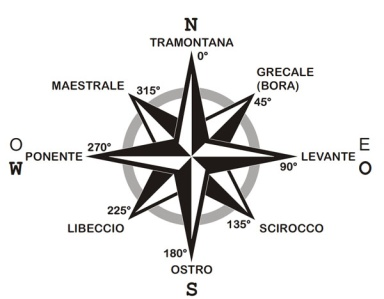 N
TRAMONTANA
0°
MAESTRALE
315°
GRECALE
(BORA)
45°
O
W
PONENTE
270°
LEVANTE
90°
E
O
225°
LIBECCIO
135°
SCIROCCO
180°
OSTRO
S